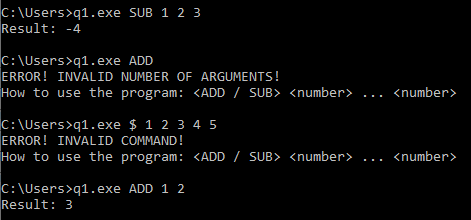 C:\Users>q1.exe SUB 1 2 3
Result: -4
C:\Users>q1.exe ADD
ERROR! INVALID NUMBER OF ARGUMENTS!
How to use the program: <ADD / SUB> <number> ... <number>
C:\Users>q1.exe $ 1 2 3 4 5
ERROR! INVALID COMMAND!
How to use the program: <ADD / SUB> <number> ... <number>
C:\Users>q1.exe ADD 1 2
Result: 3